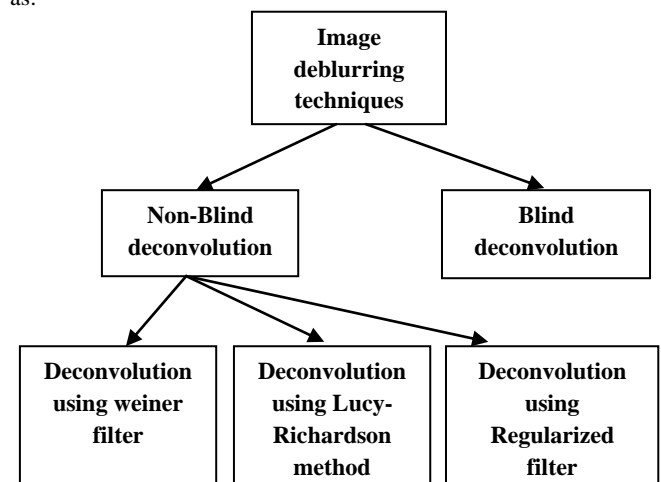 as:
Image
deblurring
techniques
Non-Blind
deconvolution
Blind
deconvolution
Deconvolution
using weiner
filter
Deconvolution
using Lucy-
Richardson
method
Deconvolution
using
Regularized
filter